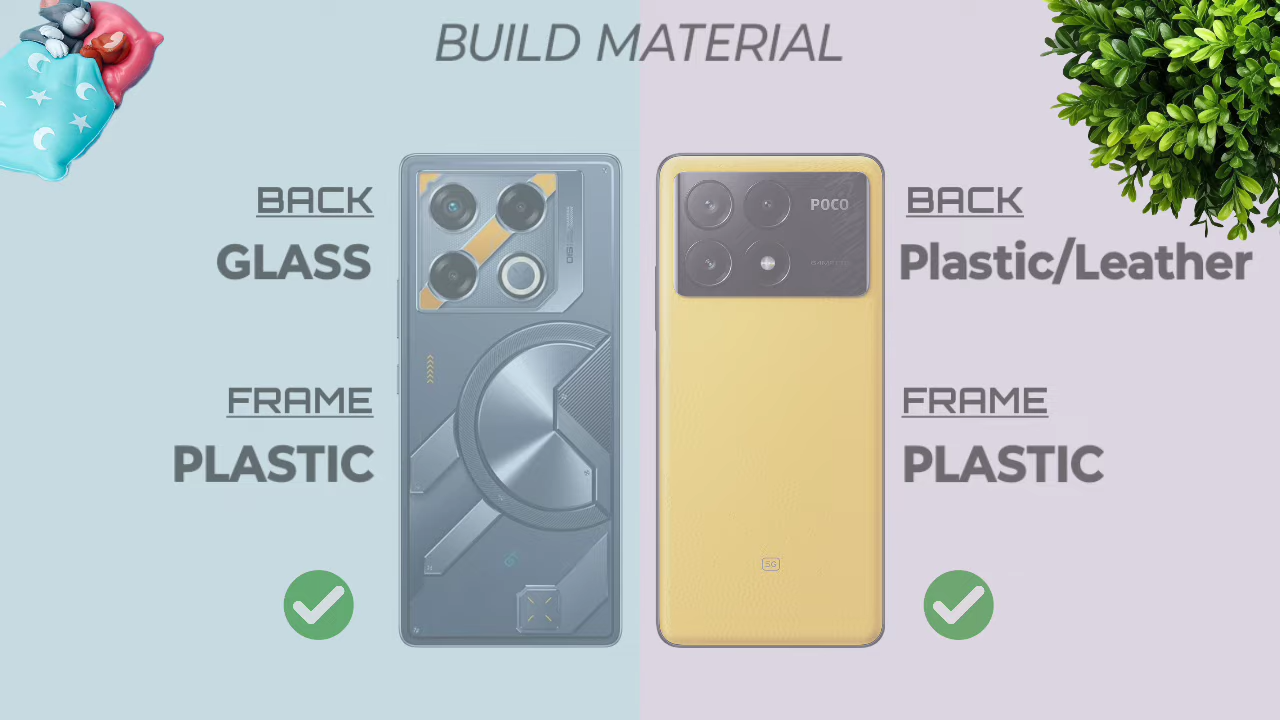 BUILD MATERIAL
BACK
GLASS
FRAME
PLASTIC
POCO
5G
BACK
Plastic/Leather
FRAME
PLASTIC